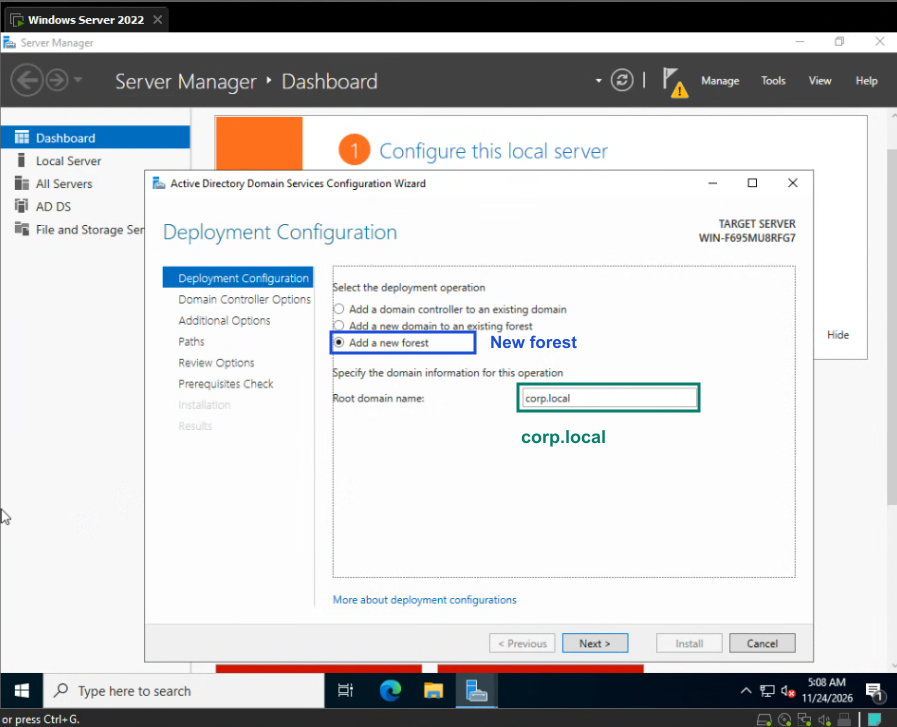 Windows Server 2022
Server Manager
Server Manager ‣ Dashboard
Manage Tools View Help
Dashboard
Local Server
All Servers
AD DS
File and Storage Ser
1 Configure this local server
Hide
Active Directory Domain Services Configuration Wizard
Deployment Configuration
TARGET SERVER
WIN-F695MU8RFG7
Deployment Configuration
Domain Controller Options
Additional Options
Paths
Review Options
Prerequisites Check
Installation
Results
Select the deployment operation
Add a domain controller to an existing domain
Add a new domain to an existing forest
Add a new forest
New forest
Specify the domain information for this operation
Root domain name:
corp.local
corp.local
More about deployment configurations
< Previous
Next >
Install
Cancel
Type here to search
5:08 AM
11/24/2026
1
or press Ctrl+G.